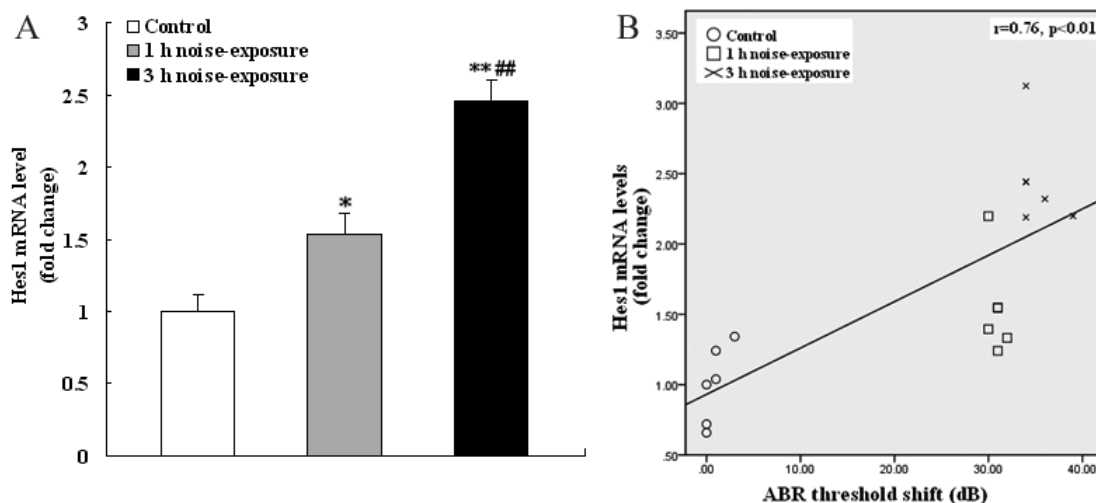 A
Control
1 h noise-exposure
3 h noise-exposure
Hes1 mRNA level
(fold change)
3
2.5
2
1.5
1
0.5
0
*
**##
B
Control
1 h noise-exposure
3 h noise-exposure
r=0.76, p<0.01
Hes1 mRNA levels
(fold change)
3.50
3.00
2.50
2.00
1.50
1.00
.50
.00 10.00 20.00 30.00 40.00
ABR threshold shift (dB)